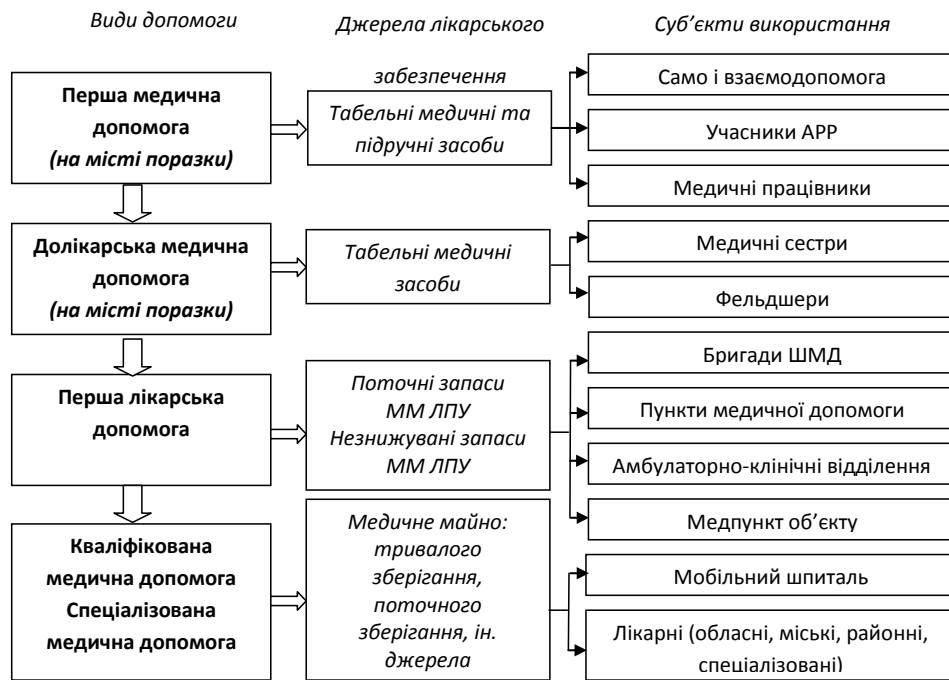 Види допомоги
Джерела лікарського
забезпечення
Суб’єкти використання
Перша медична
допомога
(на місті поразки)
Табельні медичні та
підручні засоби
Само і взаємодопомога
Учасники АРР
Медичні працівники
Долікарська медична
допомога
(на місті поразки)
Табельні медичні
засоби
Медичні сестри
Фельдшери
Перша лікарська
допомога
Поточні запаси
ММ ЛПУ
Незнижувані запаси
ММ ЛПУ
Бригади ШМД
Пункти медичної допомоги
Амбулаторно-клінічні відділення
Медпункт об’єкту
Кваліфікована
медична допомога
Спеціалізована
медична допомога
Медичне майно:
тривалого
зберігання,
поточного
зберігання, ін.
джерела
Мобільний шпиталь
Лікарні (обласні, міські, районні,
спеціалізовані)